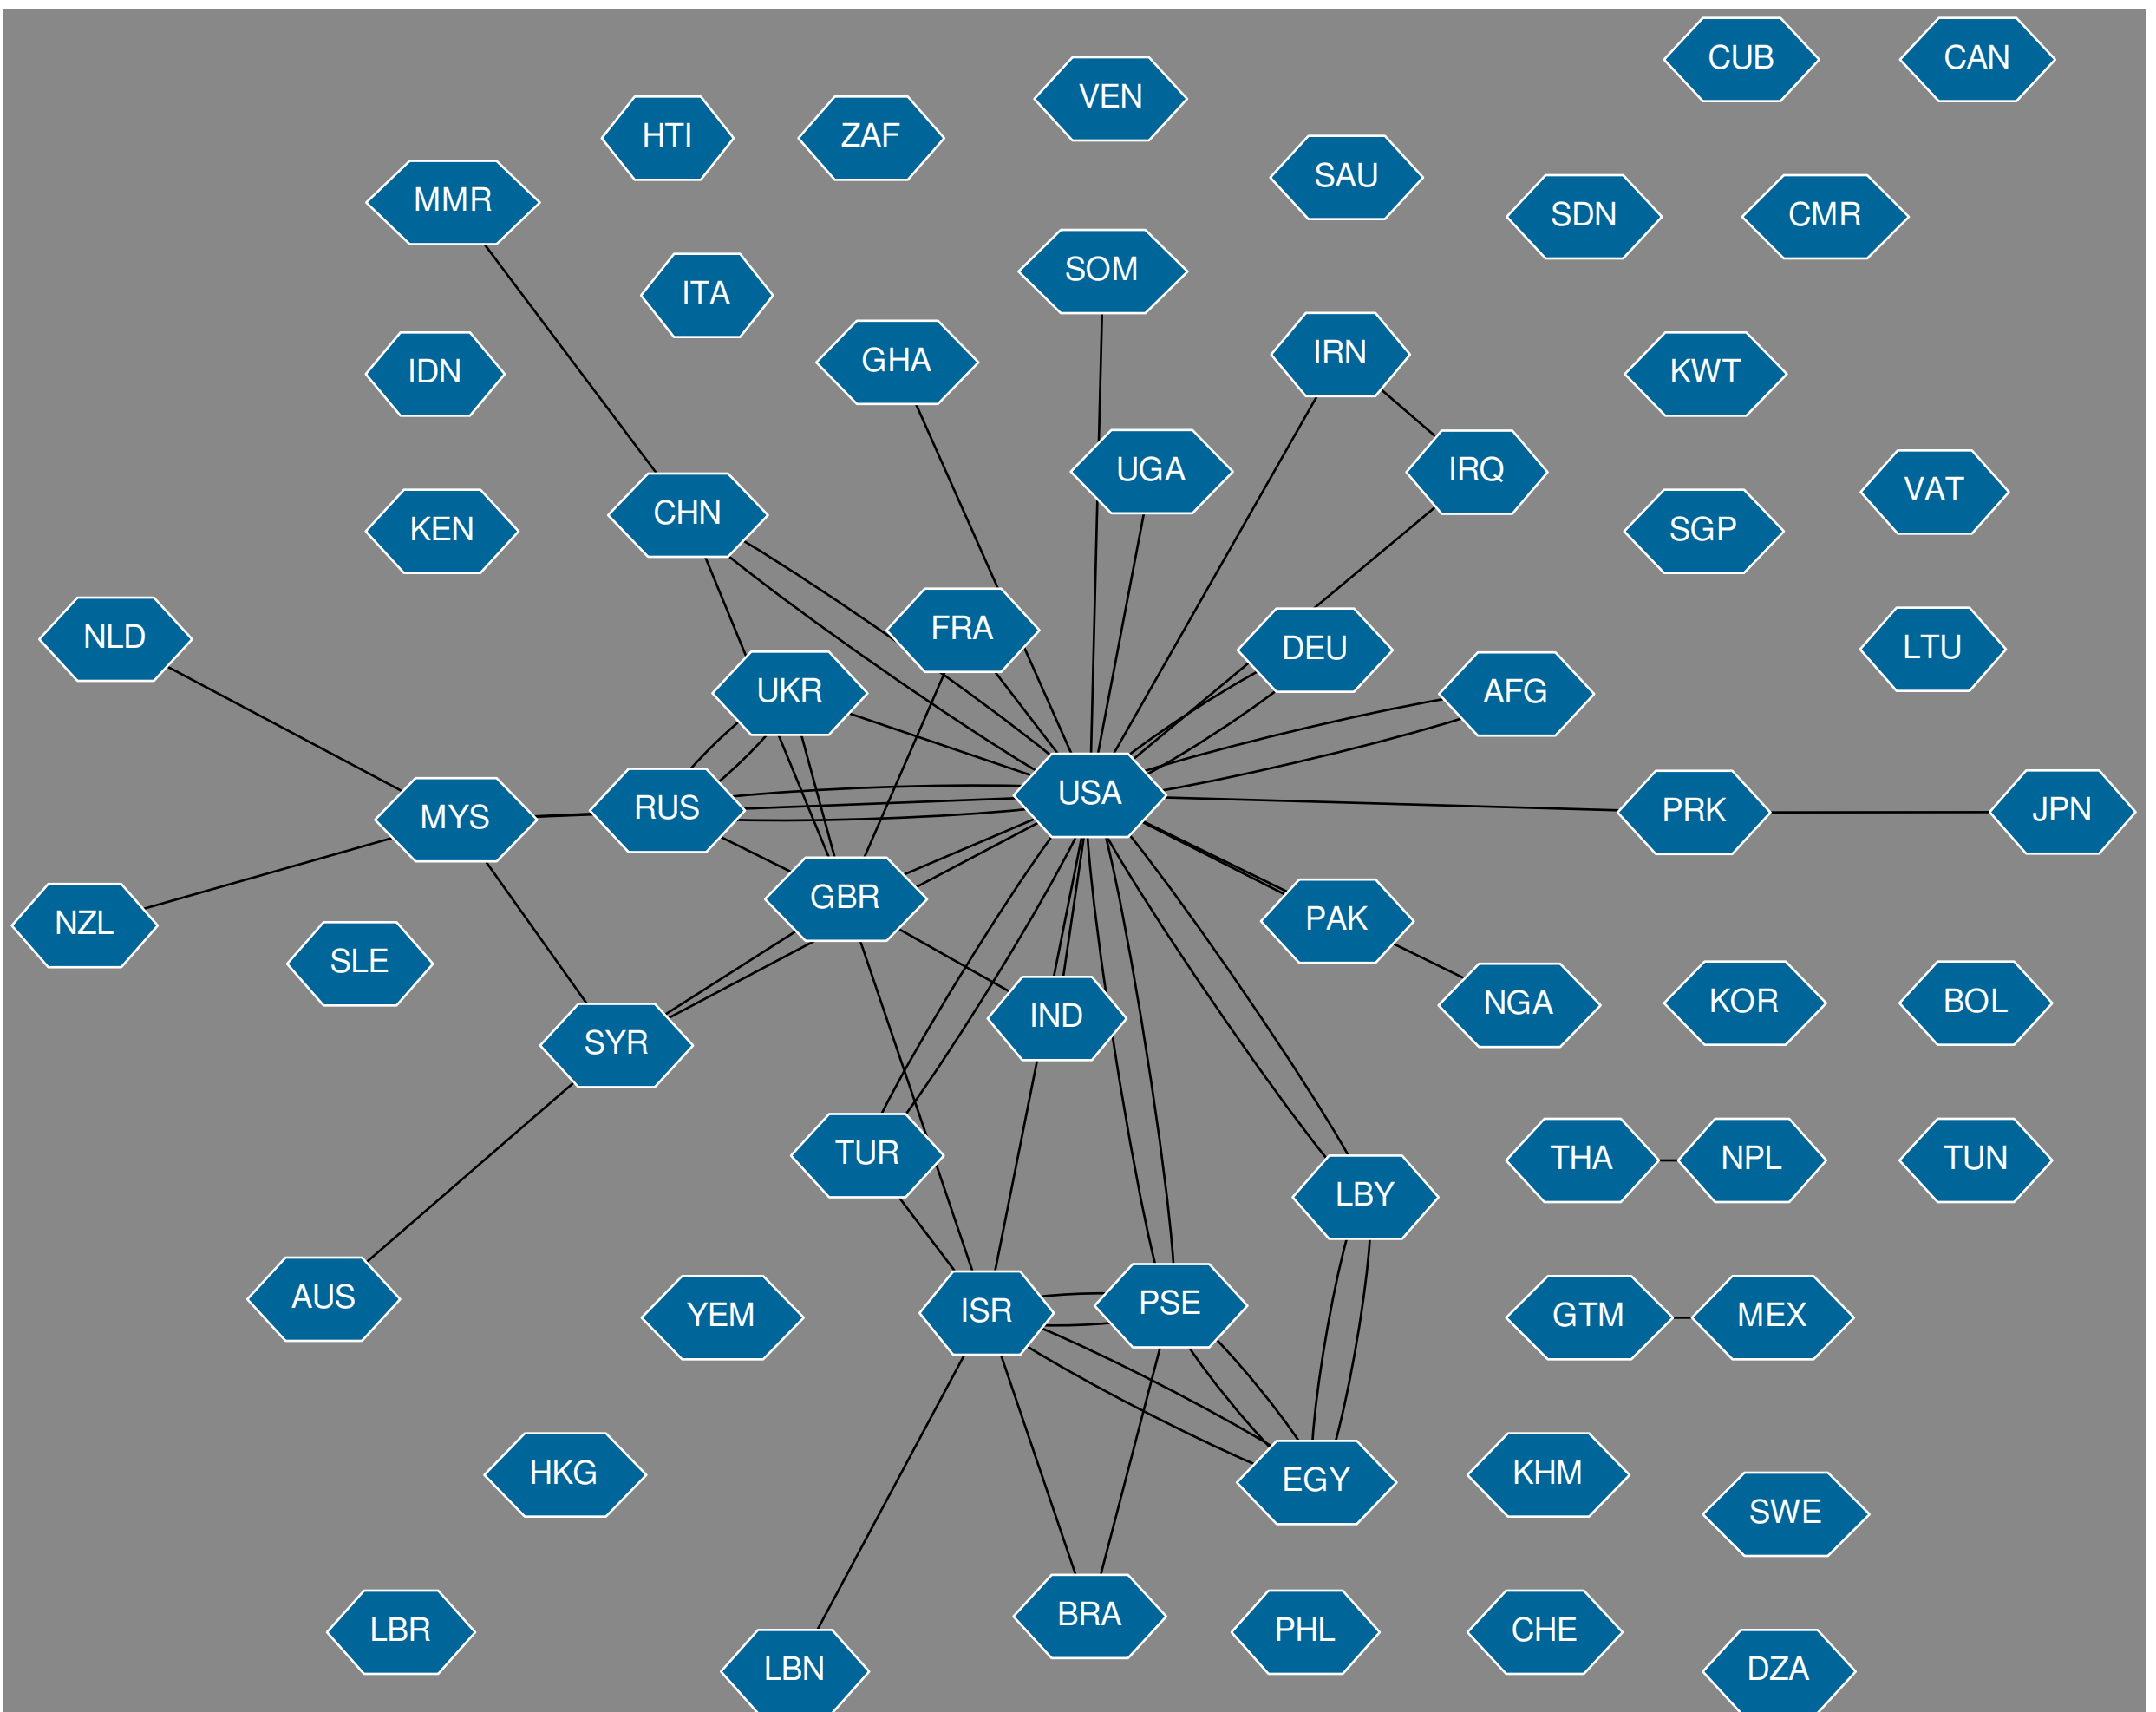 CUB
CAN
VEN
HTI
ZAF
SAU
MMR
SDN
CMR
SOM
ITA
IRN
GHA
IDN
KWT
UGA
IRQ
VAT
CHN
KEN
SGP
FRA
NLD
DEU
LTU
UKR
AFG
USA
RUS
PRK
JPN
MYS
GBR
PAK
NZL
SLE
NGA
KOR
BOL
IND
SYR
TUR
THA
NPL
TUN
LBY
AUS
PSE
ISR
YEM
GTM
MEX
HKG
EGY
KHM
SWE
BRA
LBR
PHL
CHE
LBN
DZA